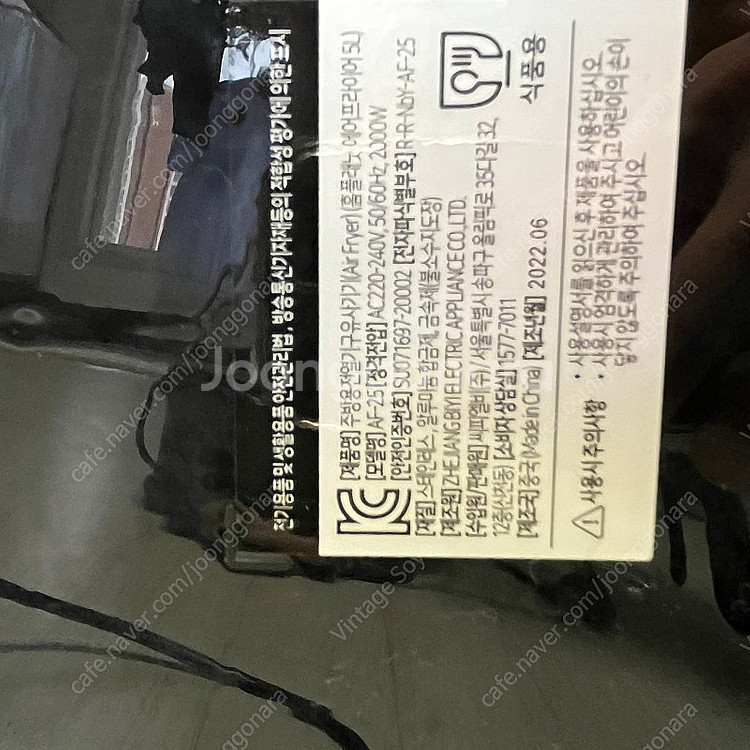 전기용품 및 생활용품 안전관리법, 방송통신기자재등의 적합성 평가에 의한 표시
[제품명] 주방용전열기구유사기기(Air Fryer) (홈플래닛 에어프라이어 5L)
[모델명] AF-25 [정격전압] AC220-240V, 50/60Hz, 2000W
[안전인증번호] SU071697-20002 [전자파식별부호] R-R-NbY-AF-25
[재질] 스테인레스, 알루미늄합금제, 금속제(불소수지도장)
[제조원] ZHEJIANG BIYI ELECTRIC APPLIANCE CO.,LTD.
[수입원/판매원] 씨피엘비(주) / 서울특별시 송파구 올림픽로 35다길 32,
12층(신천동) [소비자상담실] 1577-7011
[제조국] 중국(Made in China) [제조년월] 2022.06
식품용
사용시 주의사항
• 사용설명서를 읽으신 후 제품을 사용하십시오.
• 사용시 엄격하게 관리하여 주시고 어린이의 손이
닿지 않도록 주의하여 주십시오
Joonggonara
cafe.naver.com/joonggonara
Vintage Soy